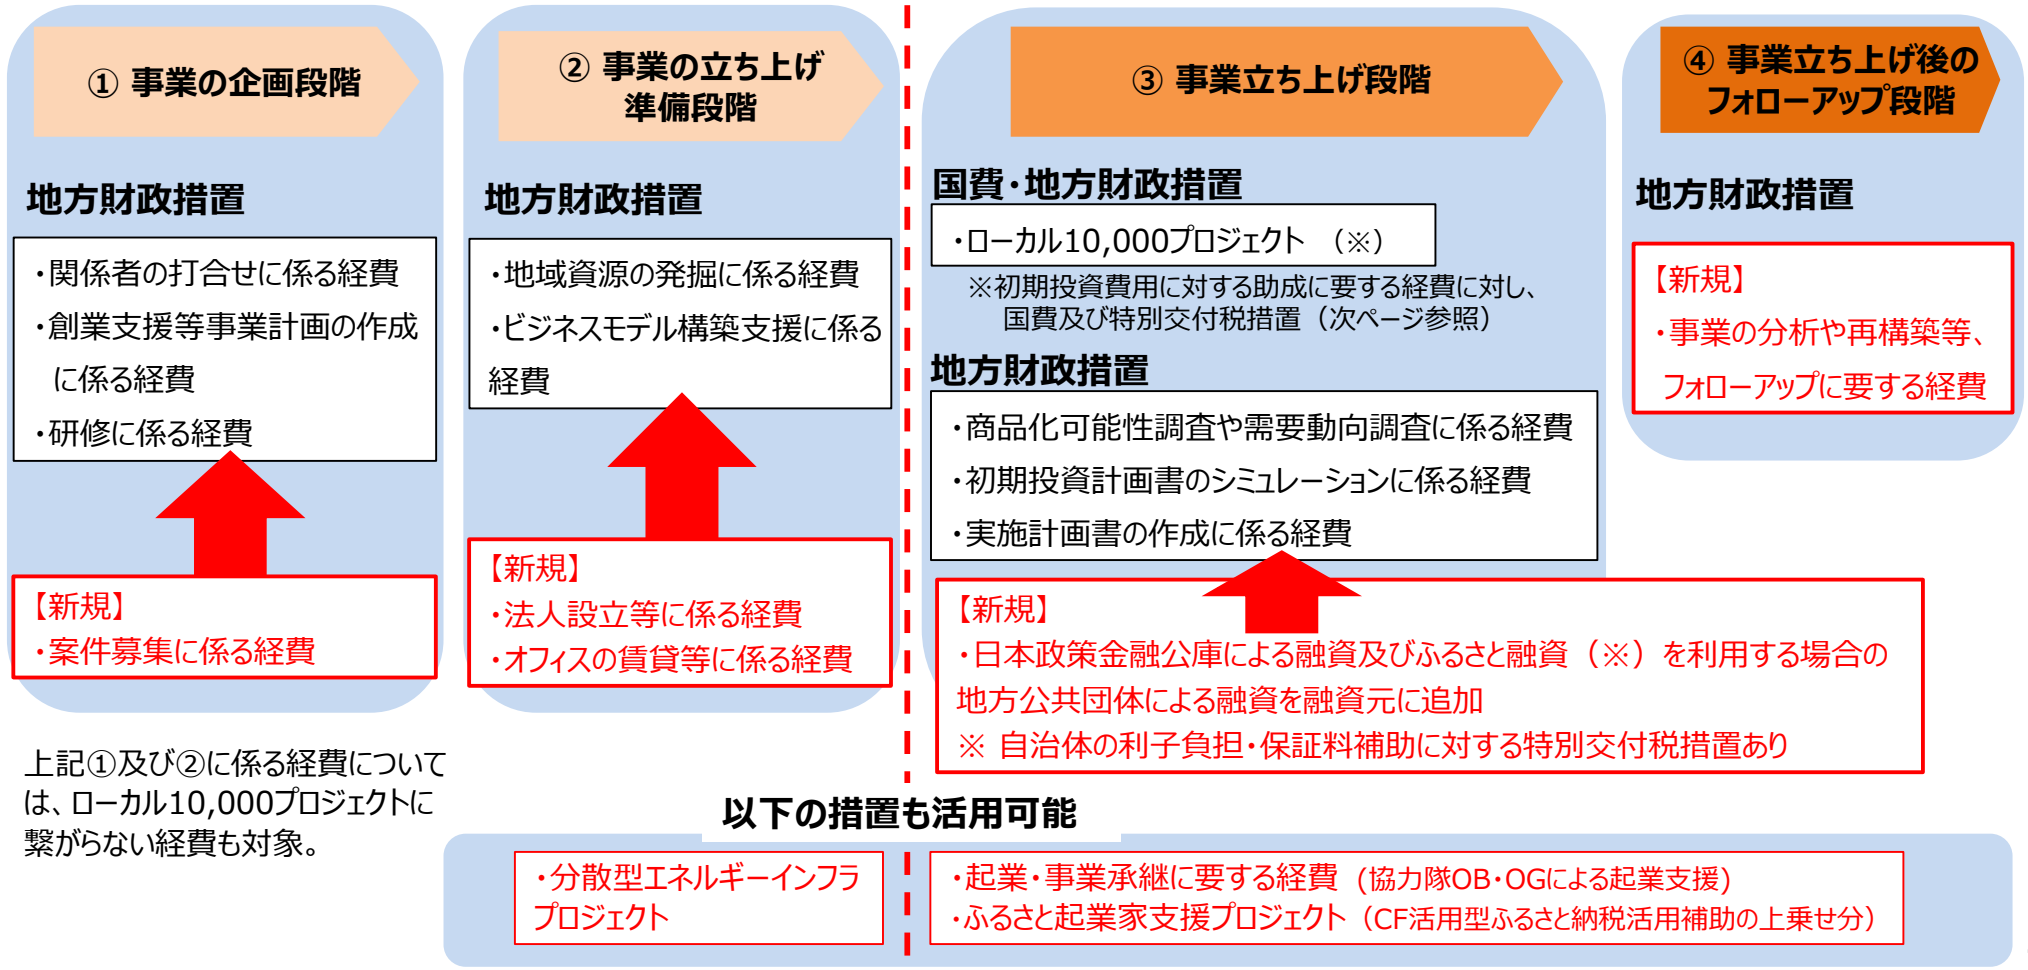 ① 事業の企画段階
地方財政措置
・関係者の打合せに係る経費
・創業支援等事業計画の作成
に係る経費
・研修に係る経費
【新規】
・案件募集に係る経費
② 事業の立ち上げ
準備段階
地方財政措置
・地域資源の発掘に係る経費
・ビジネスモデル構築支援に係る
経費
【新規】
・法人設立等に係る経費
・オフィスの賃貸等に係る経費
③ 事業立ち上げ段階
国費・地方財政措置
・ローカル10,000プロジェクト （※）
※初期投資費用に対する助成に要する経費に対し、
国費及び特別交付税措置（次ページ参照）
地方財政措置
・商品化可能性調査や需要動向調査に係る経費
・初期投資計画書のシミュレーションに係る経費
・実施計画書の作成に係る経費
【新規】
・日本政策金融公庫による融資及びふるさと融資（※）を利用する場合の
地方公共団体による融資を融資元に追加
※ 自治体の利子負担・保証料補助に対する特別交付税措置あり
④ 事業立ち上げ後の
フォローアップ段階
地方財政措置
【新規】
・事業の分析や再構築等、
フォローアップに要する経費
上記①及び②に係る経費について
は、ローカル10,000プロジェクトに
繋がらない経費も対象。
以下の措置も活用可能
・分散型エネルギーインフラ
プロジェクト
・起業・事業承継に要する経費 (協力隊OB・OGによる起業支援)
・ふるさと起業家支援プロジェクト（CF活用型ふるさと納税活用補助の上乗せ分）